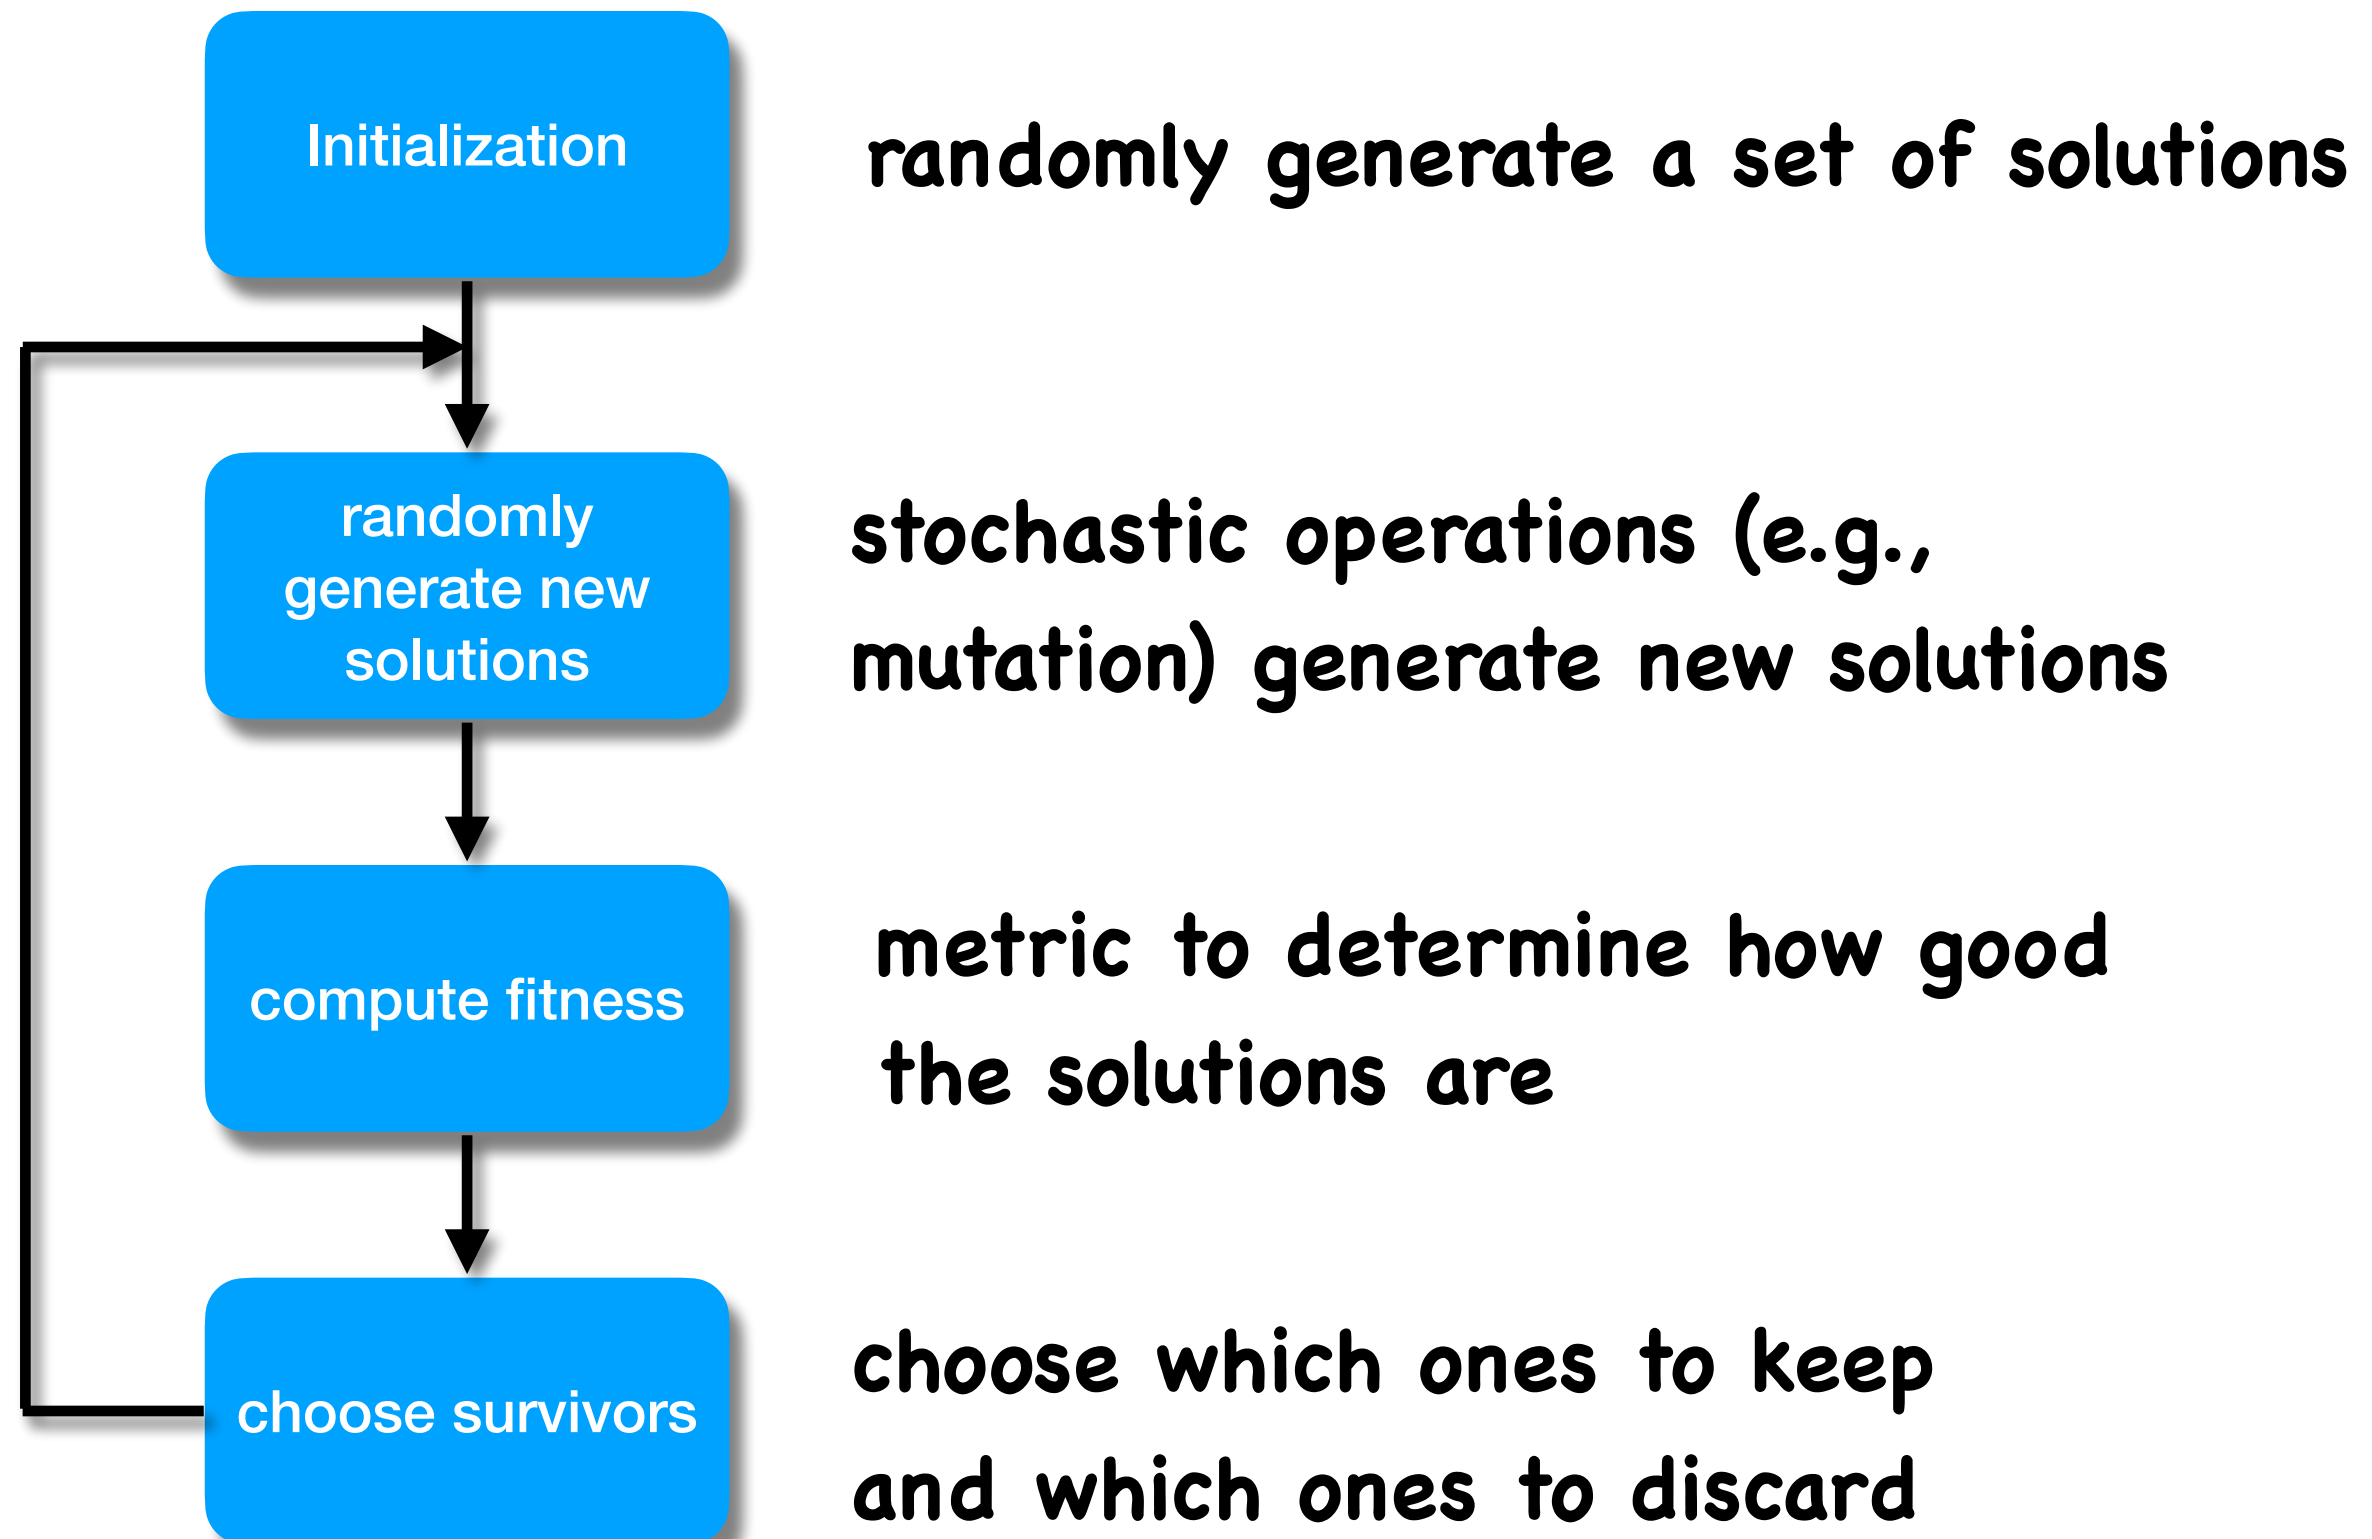 Initialization
randomly generate a set of solutions
randomly
generate new
solutions
stochastic operations (e.g.,
mutation) generate new solutions
compute fitness
metric to determine how good
the solutions are
choose survivors
choose which ones to keep
and which ones to discard